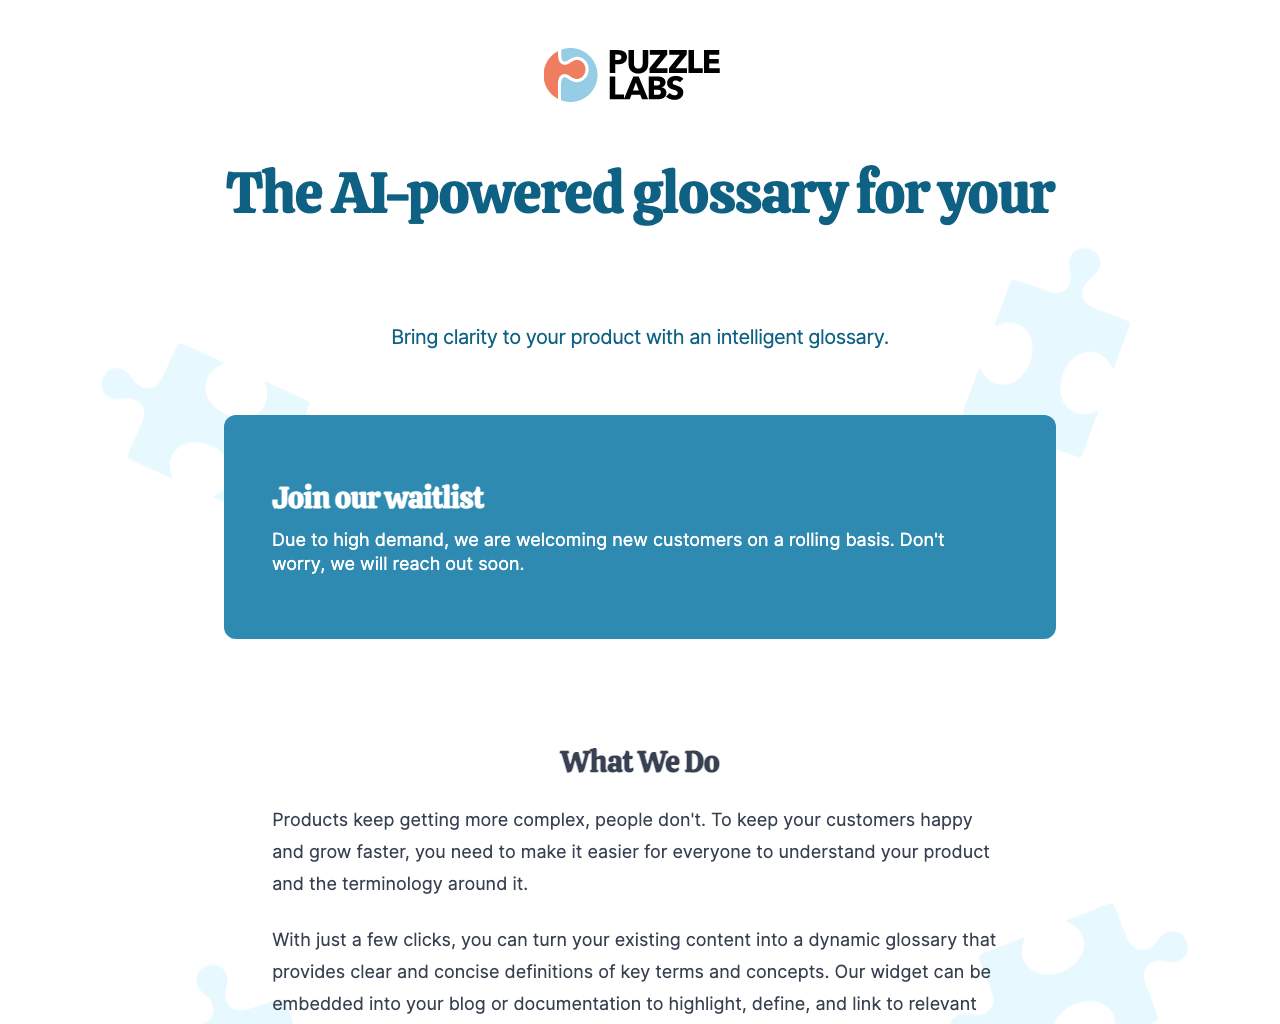 PUZZLE
LABS
The AI-powered glossary for your
Bring clarity to your product with an intelligent glossary.
Join our waitlist
Due to high demand, we are welcoming new customers on a rolling basis. Don't
worry, we will reach out soon.
What We Do
Products keep getting more complex, people don't. To keep your customers happy
and grow faster, you need to make it easier for everyone to understand your product
and the terminology around it.
With just a few clicks, you can turn your existing content into a dynamic glossary that
provides clear and concise definitions of key terms and concepts. Our widget can be
embedded into your blog or documentation to highlight, define, and link to relevant